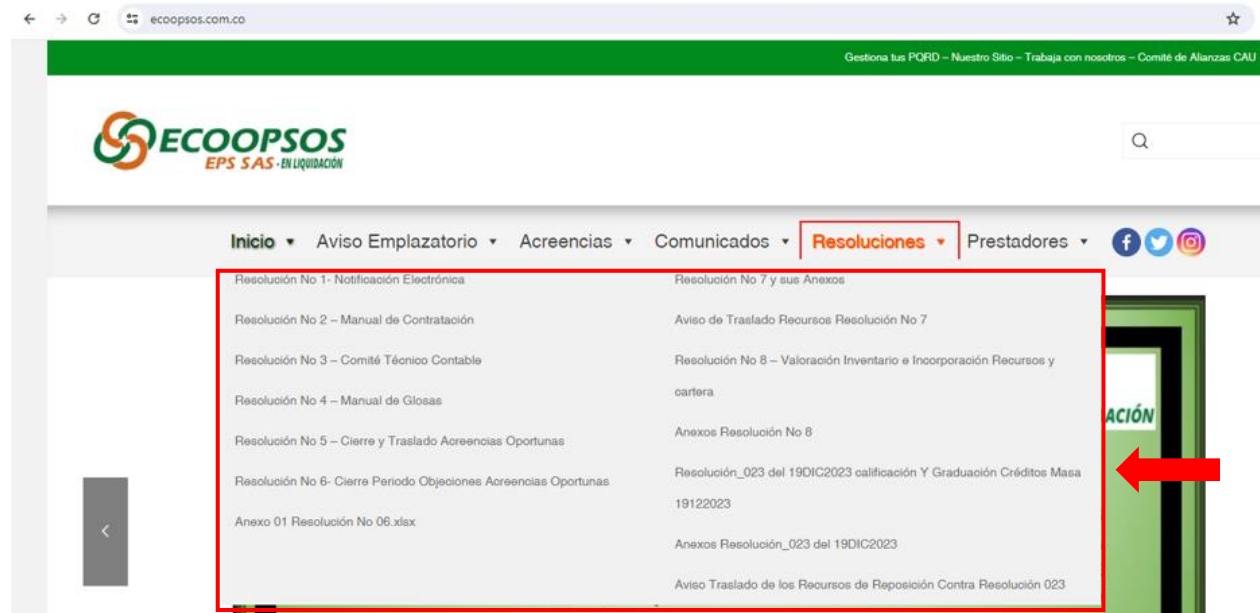 ecoopsos.com.co
Gestiona tus PQRD – Nuestro Sitio – Trabaja con nosotros – Comité de Alianzas CAU
ECOOPSOS
EPS SAS - EN LIQUIDACIÓN
Inicio Aviso Emplazatorio Acreencias Comunicados Resoluciones Prestadores
Resolución No 1- Notificación Electrónica
Resolución No 2 – Manual de Contratación
Resolución No 3 – Comité Técnico Contable
Resolución No 4 – Manual de Glosas
Resolución No 5 – Cierre y Traslado Acreencias Oportunas
Resolución No 6- Cierre Periodo Objeciones Acreencias Oportunas
Anexo 01 Resolución No 06.xlsx
Resolución No 7 y sus Anexos
Aviso de Traslado Recursos Resolución No 7
Resolución No 8 – Valoración Inventario e Incorporación Recursos y
cartera
Anexos Resolución No 8
Resolución_023 del 19DIC2023 calificación Y Graduación Créditos Masa
19122023
Anexos Resolución_023 del 19DIC2023
Aviso Traslado de los Recursos de Reposición Contra Resolución 023
ACIÓN